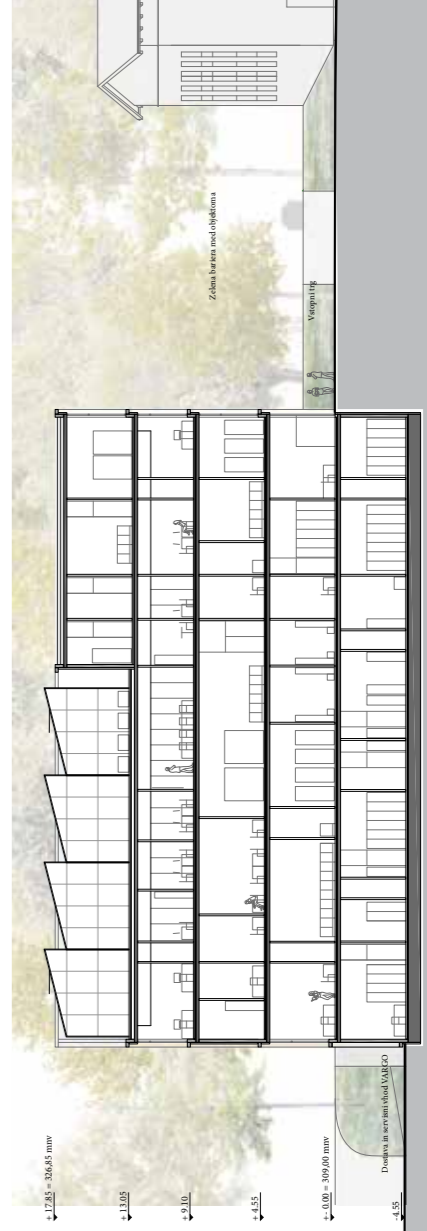 + 17.85 = 326,85 mnv
+ 13.05
+ 9.10
+ 4.55
+- 0.00 = 309,00 mnv
-4.55
Dostava in servisni vhod VARGO
Zelena bariera med objektoma
Vstopni trg